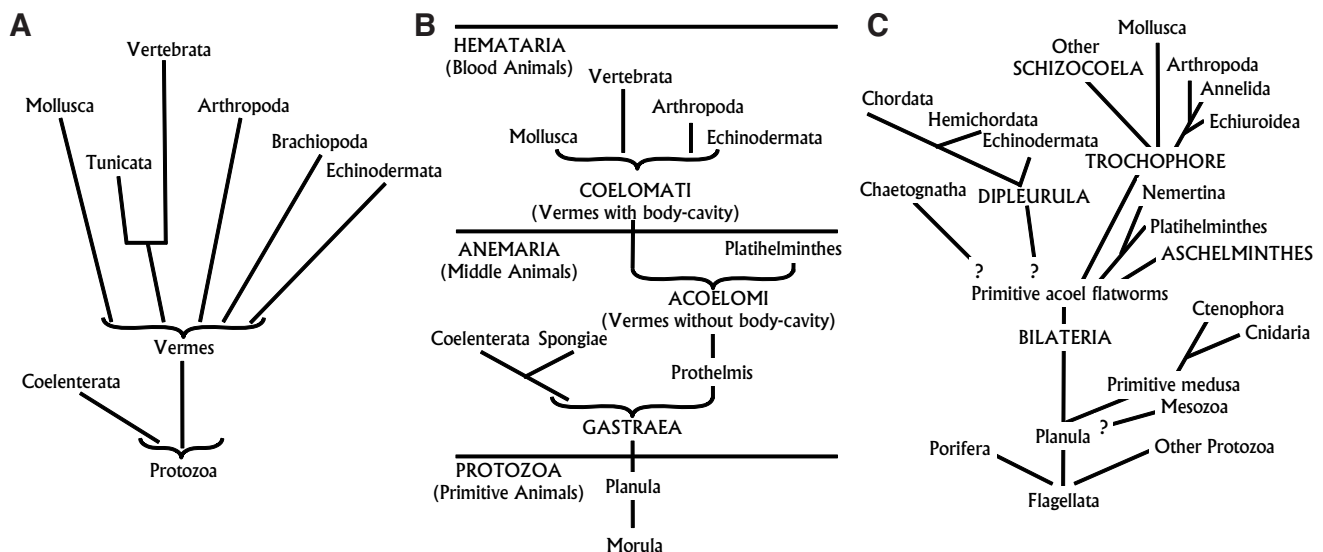 A
Vertebrata
Mollusca
Arthropoda
Brachiopoda
Tunicata
Echinodermata
Vermes
Coelenterata
Protozoa
B
HEMATARIA
(Blood Animals)
Vertebrata
Arthropoda
Mollusca
Echinodermata
COELOMATI
(Vermes with body-cavity)
ANEMARIA
(Middle Animals)
Platihelminthes
ACOELOMI
(Vermes without body-cavity)
Coelenterata Spongiae
Prothelmis
GASTRAEA
PROTOZOA
(Primitive Animals)
Planula
Morula
C
Mollusca
Other
SCHIZOCOELA
Arthropoda
Annelida
Chordata
Hemichordata
Echiuroidea
Echinodermata
TROCHOPHORE
Chaetognatha
DIPLEURULA
Nemertina
Platihelminthes
ASCHELMINTHES
? ?
Primitive acoel flatworms
Ctenophora
Cnidaria
BILATERIA
Primitive medusa
Mesozoa
Planula ?
Porifera
Other Protozoa
Flagellata